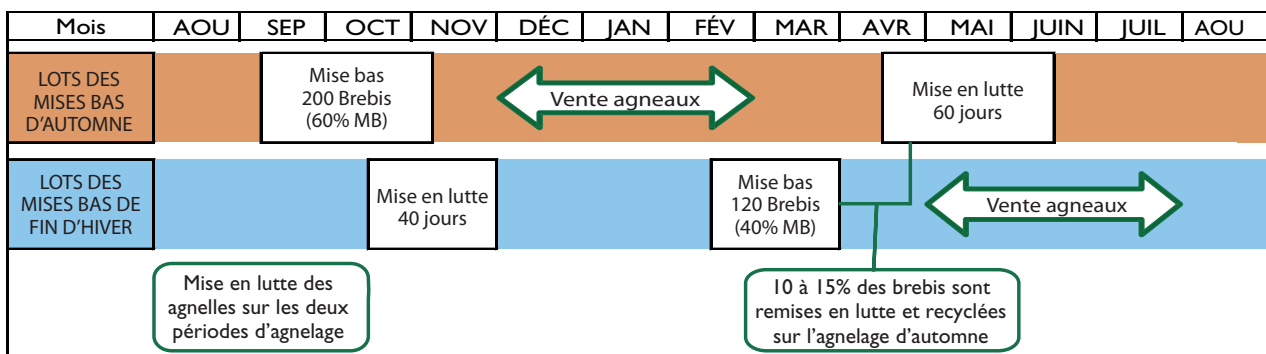 Mois AOU SEP OCT NOV DÉC JAN FÉV MAR AVR MAI JUIN JUIL AOU
LOTS DES
MISES BAS
D’AUTOMNE
Mise bas
200 Brebis
(60% MB)
Vente agneaux
Mise en lutte
60 jours
LOTS DES
MISES BAS DE
FIN D’HIVER
Mise en lutte
40 jours
Mise bas
120 Brebis
(40% MB)
Vente agneaux
Mise en lutte des
agnelles sur les deux
périodes d’agnelage
10 à 15% des brebis sont
remises en lutte et recyclées
sur l’agnelage d’automne